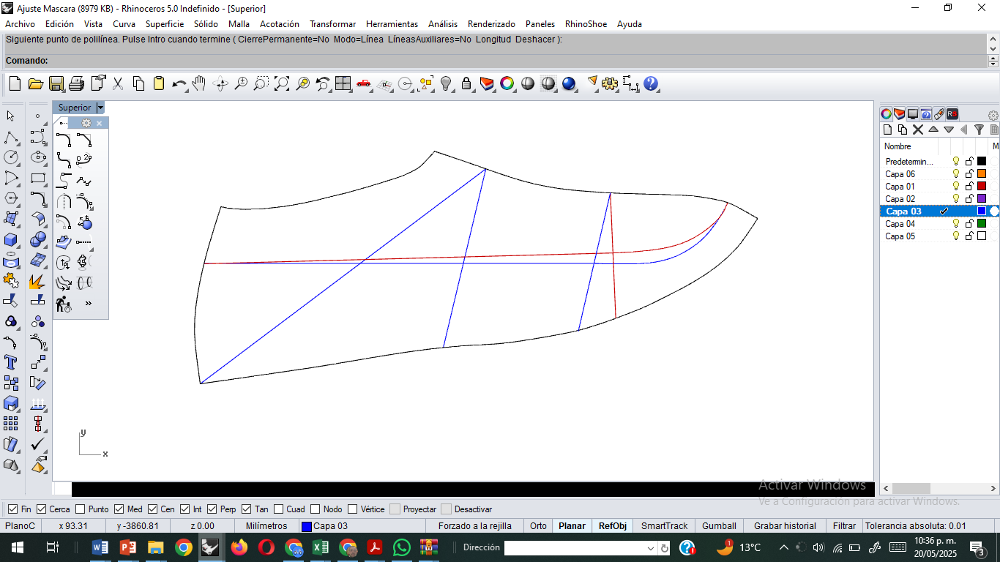 Ajuste Mascara (8979 KB) - Rhinoceros 5.0 Indefinido - [Superior]
Archivo Edición Vista Curva Superficie Sólido Malla Acotación Transformar Herramientas Análisis Renderizado Paneles RhinoShoe Ayuda
Siguiente punto de polilínea. Pulse Intro cuando termine ( CierrePermanente=No Modo=Línea LíneasAuxiliares=No Longitud Deshacer ):
Comando:
Superior
Nombre
M
Predetermin...
Capa 06
Capa 01
Capa 02
Capa 03
Capa 04
Capa 05
y
x
Activar Windows
Ve a Configuración para activar Windows.
Fin Cerca Punto Med Cen Int Perp Tan Cuad Nodo Vértice Proyectar Desactivar
PlanoC x 93.31 y -3860.81 z 0.00 Milímetros Capa 03 Forzado a la rejilla Orto Planar RefObj SmartTrack Gumball Grabar historial Filtrar Tolerancia absoluta: 0.01
Dirección
13°C
10:36 p. m.
20/05/2025
3